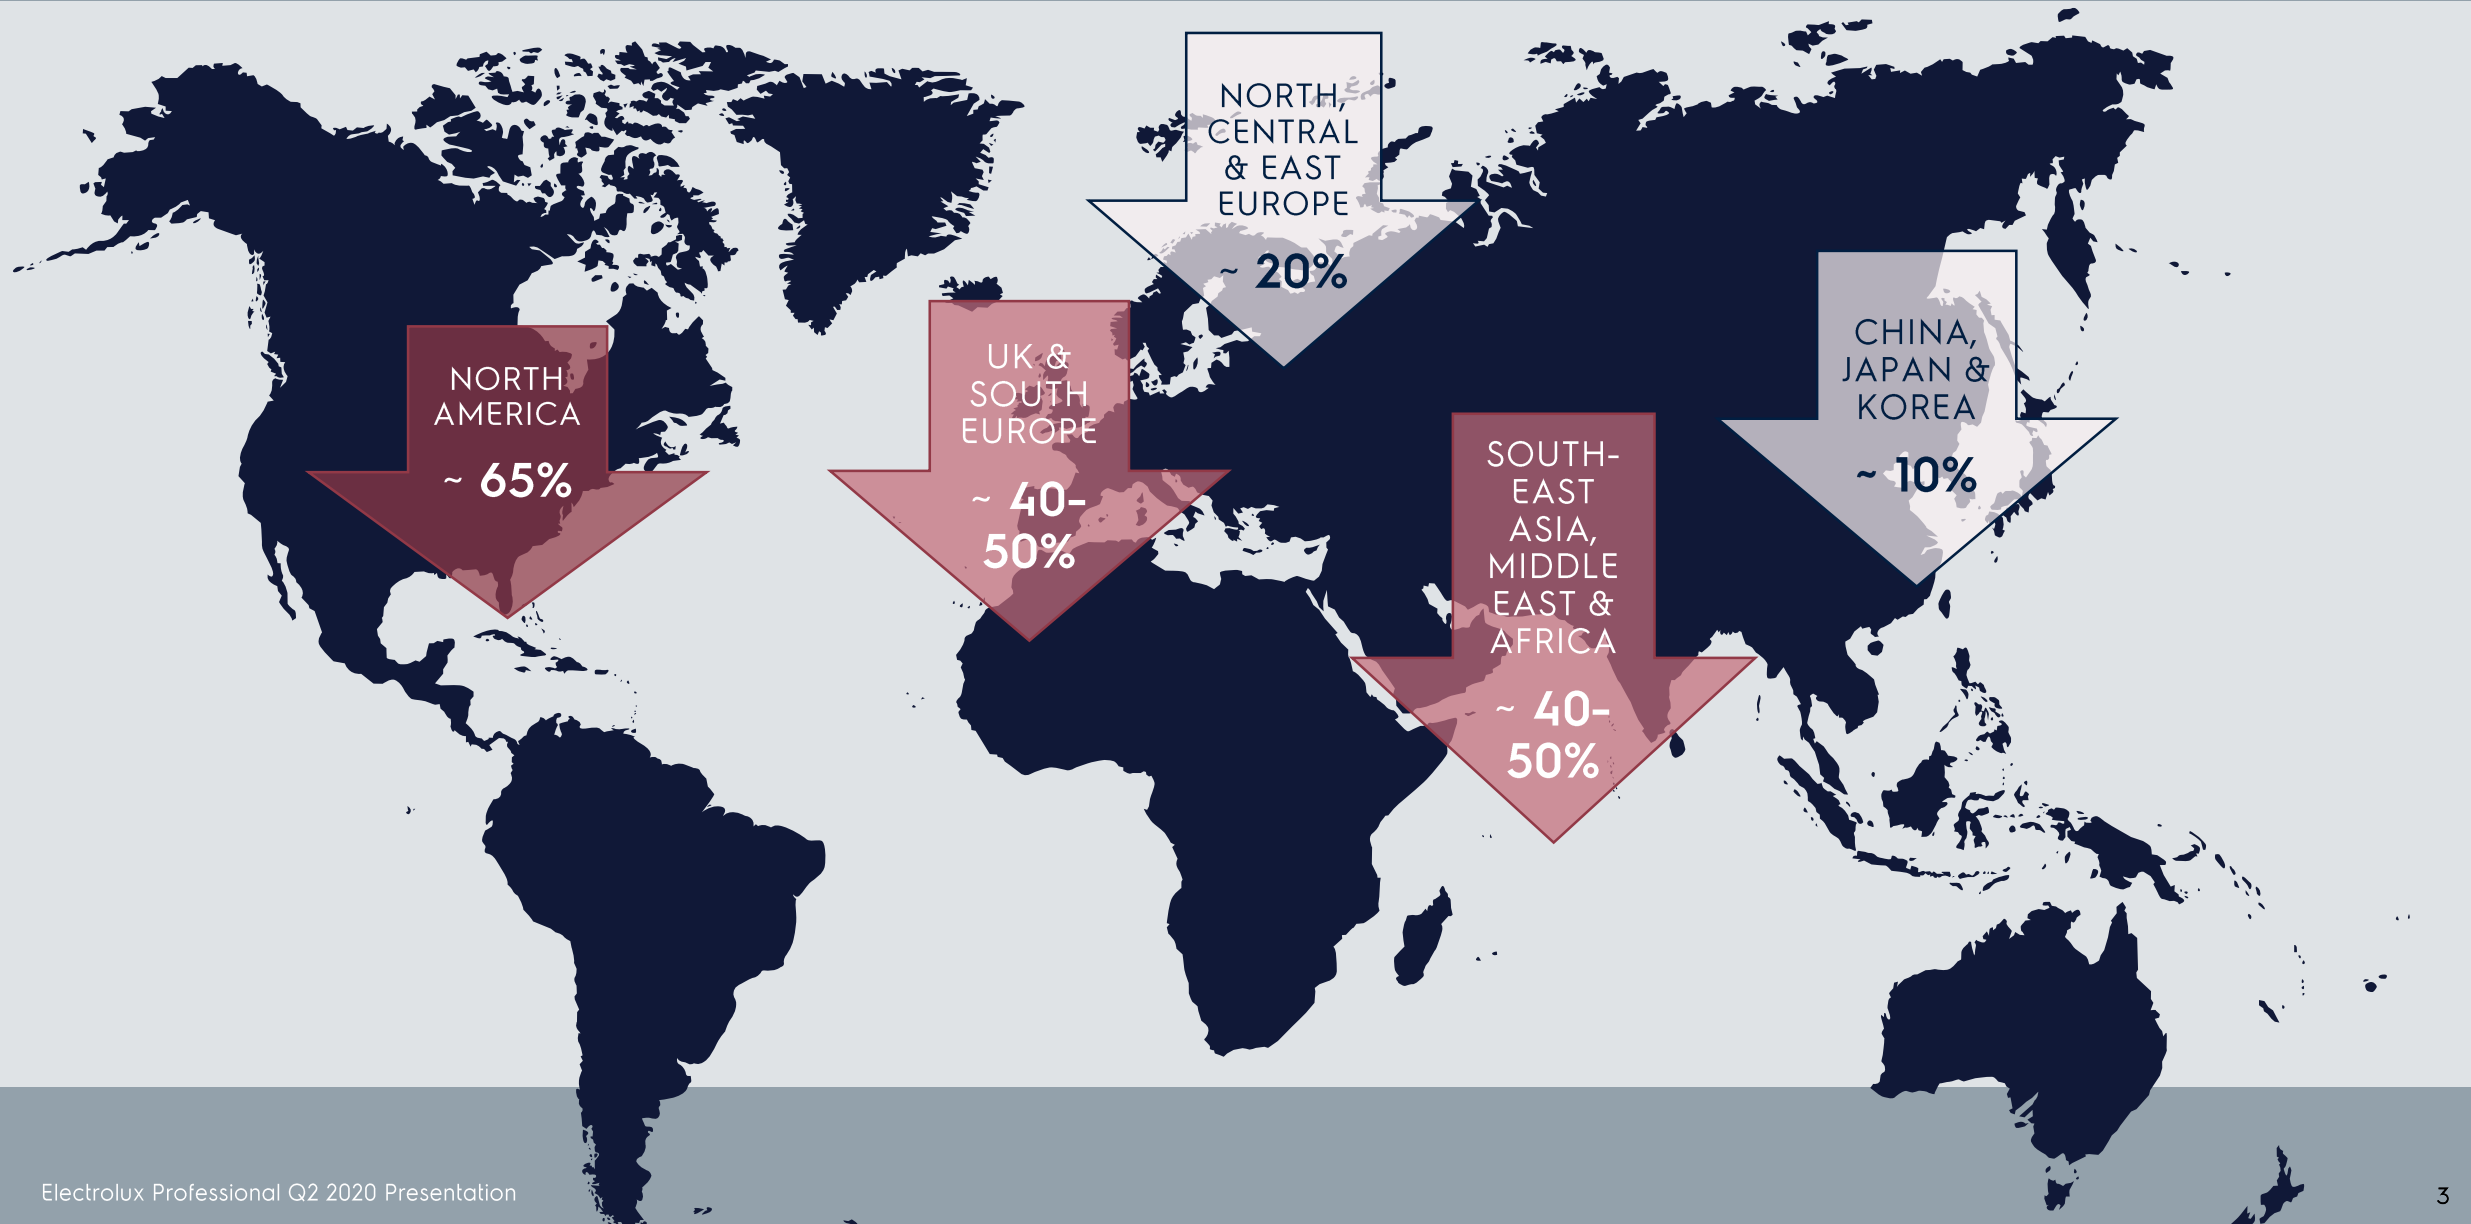 NORTH,
CENTRAL
& EAST
EUROPE
~ 20%
NORTH
AMERICA
~ 65%
UK &
SOUTH
EUROPE
~ 40-
50%
SOUTH-
EAST
ASIA,
MIDDLE
EAST &
AFRICA
~ 40-
50%
CHINA,
JAPAN &
KOREA
~ 10%
Electrolux Professional Q2 2020 Presentation
3